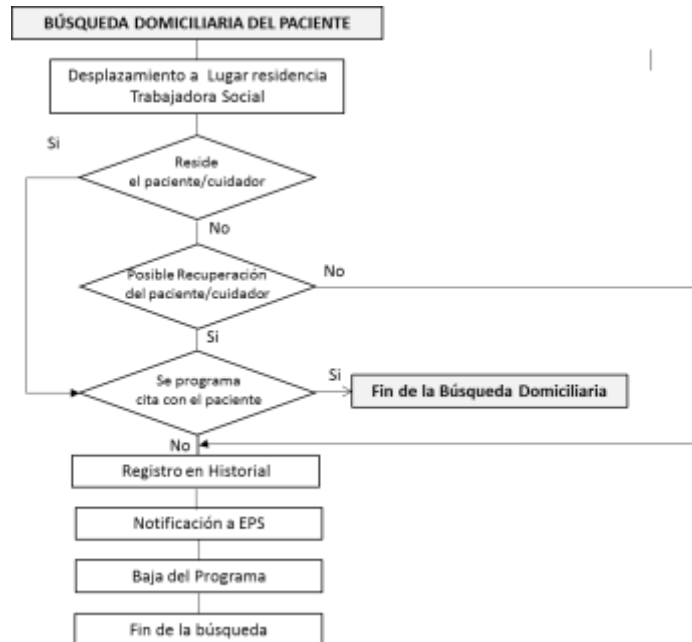 BÚSQUEDA DOMICILIARIA DEL PACIENTE
Desplazamiento a Lugar residencia
Trabajadora Social
Si
Reside
el paciente/cuidador
No
Posible Recuperación
del paciente/cuidador
No
Si
Se programa
cita con el paciente
Si
Fin de la Búsqueda Domiciliaria
No
Registro en Historial
Notificación a EPS
Baja del Programa
Fin de la búsqueda